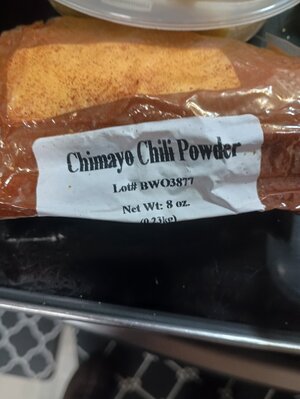 Chimayo Chili Powder
Lot# BWO3877
Net Wt: 8 oz.
(0.23kg)